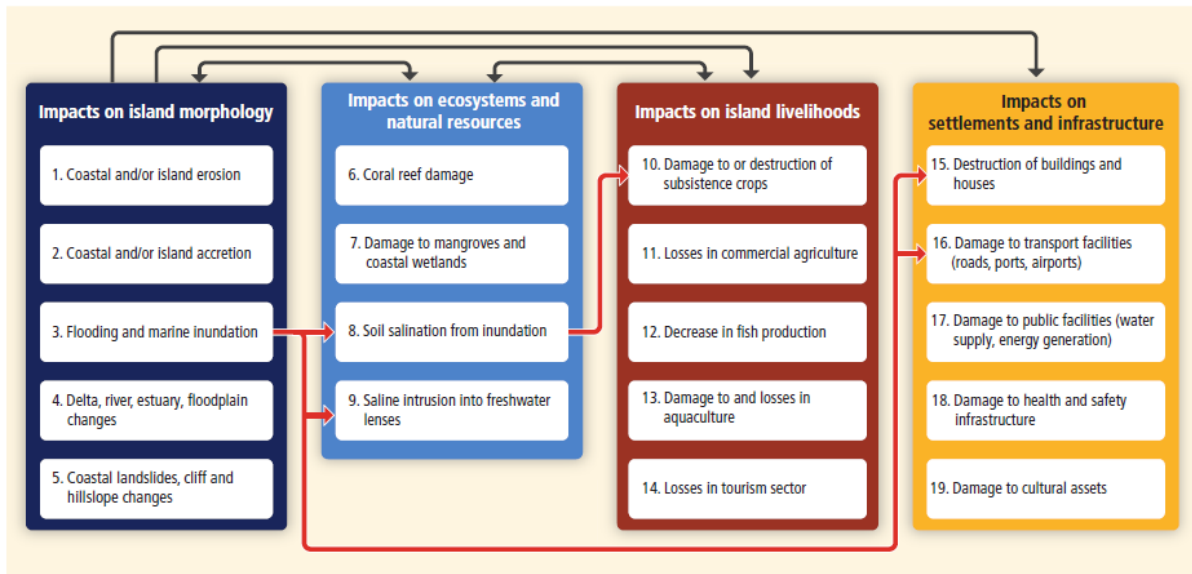 Impacts on island morphology
1. Coastal and/or island erosion
2. Coastal and/or island accretion
3. Flooding and marine inundation
4. Delta, river, estuary, floodplain
changes
5. Coastal landslides, cliff and
hillslope changes
Impacts on ecosystems and
natural resources
6. Coral reef damage
7. Damage to mangroves and
coastal wetlands
8. Soil salination from inundation
9. Saline intrusion into freshwater
lenses
Impacts on island livelihoods
10. Damage to or destruction of
subsistence crops
11. Losses in commercial agriculture
12. Decrease in fish production
13. Damage to and losses in
aquaculture
14. Losses in tourism sector
Impacts on
settlements and infrastructure
15. Destruction of buildings and
houses
16. Damage to transport facilities
(roads, ports, airports)
17. Damage to public facilities (water
supply, energy generation)
18. Damage to health and safety
infrastructure
19. Damage to cultural assets